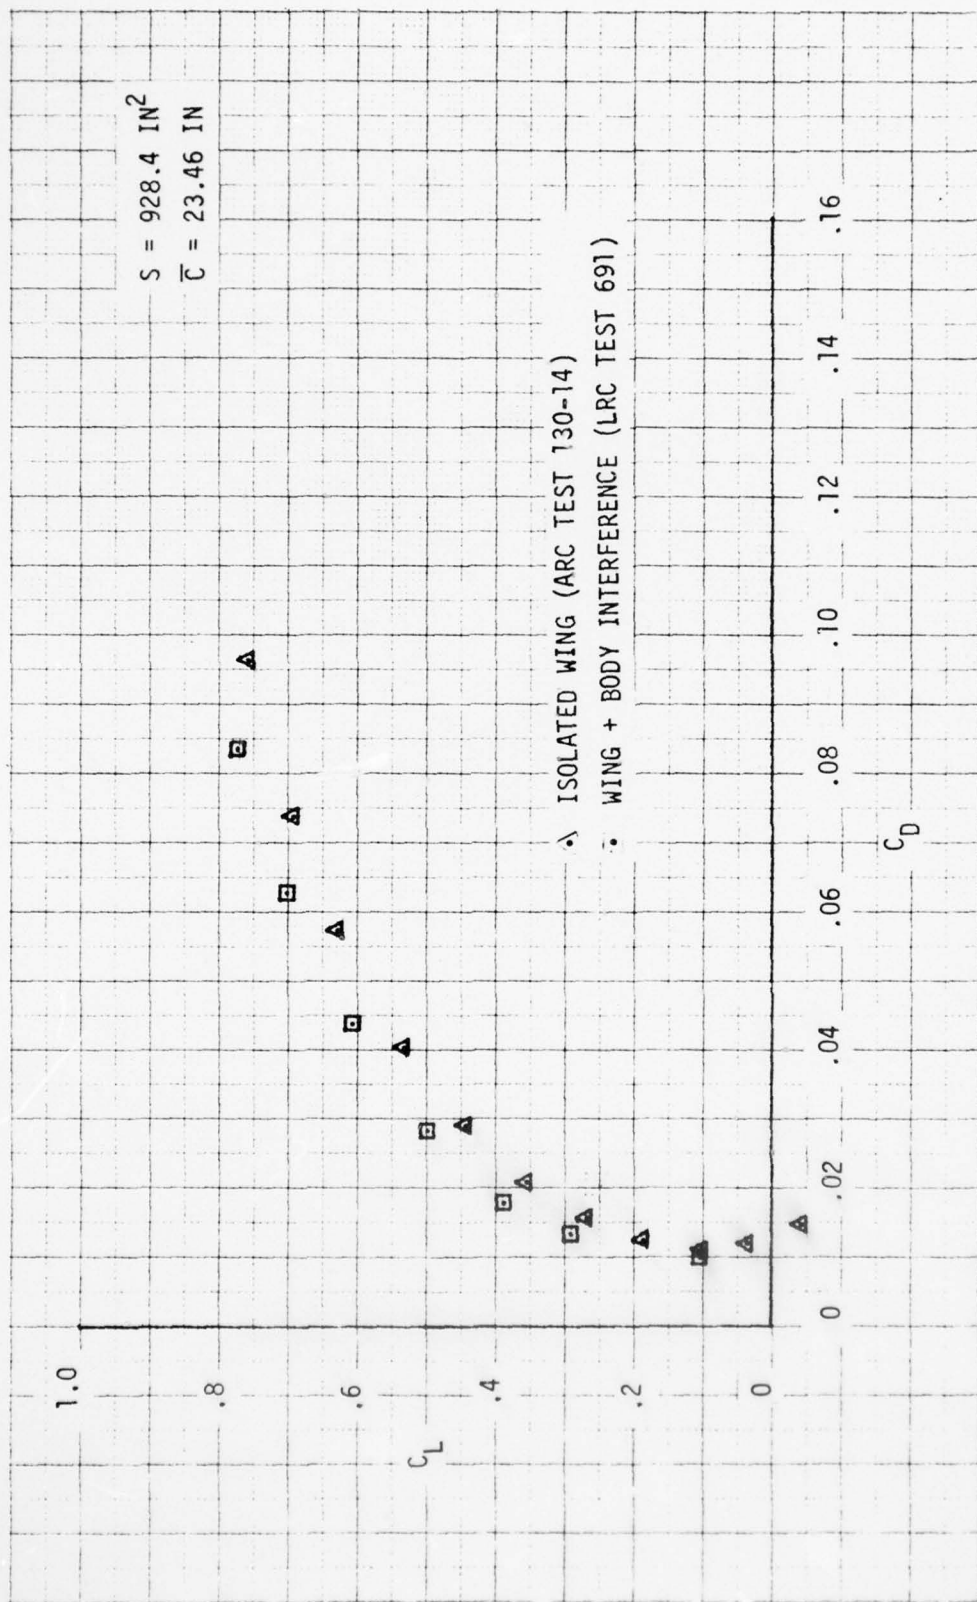 S = 928.4 IN²
C̅ = 23.46 IN
1.0
.8
.6
.4
.2
0
C_L
ISOLATED WING (ARC TEST 130-14)
WING + BODY INTERFERENCE (LRC TEST 691)
0
.02
.04
.06
.08
.10
.12
.14
.16
C_D